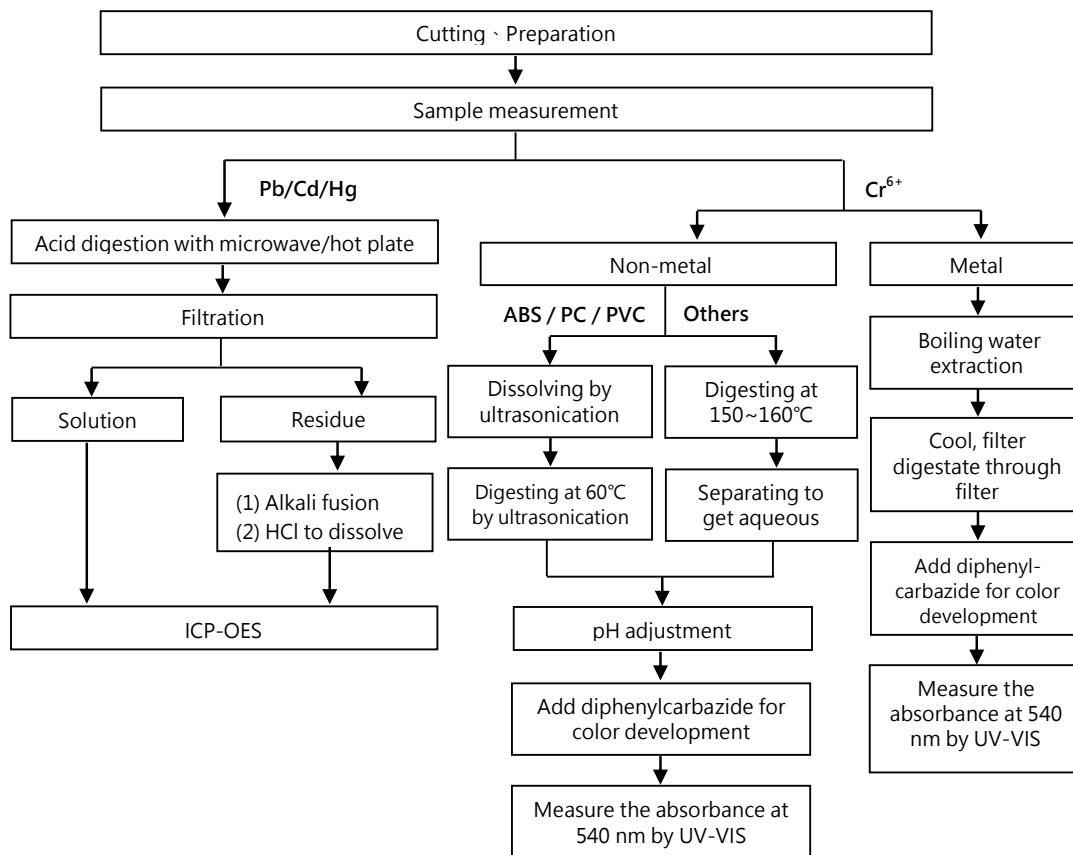 Cutting、Preparation
Sample measurement
Pb/Cd/Hg
Cr6+
Acid digestion with microwave/hot plate
Filtration
Solution
Residue
(1) Alkali fusion
(2) HCl to dissolve
ICP-OES
Non-metal
ABS / PC / PVC
Others
Dissolving by
ultrasonication
Digesting at 60℃
by ultrasonication
Digesting at
150~160℃
Separating to
get aqueous
pH adjustment
Add diphenylcarbazide for
color development
Measure the absorbance at
540 nm by UV-VIS
Metal
Boiling water
extraction
Cool, filter
digestate through
filter
Add diphenyl-
carbazide for color
development
Measure the
absorbance at 540
nm by UV-VIS